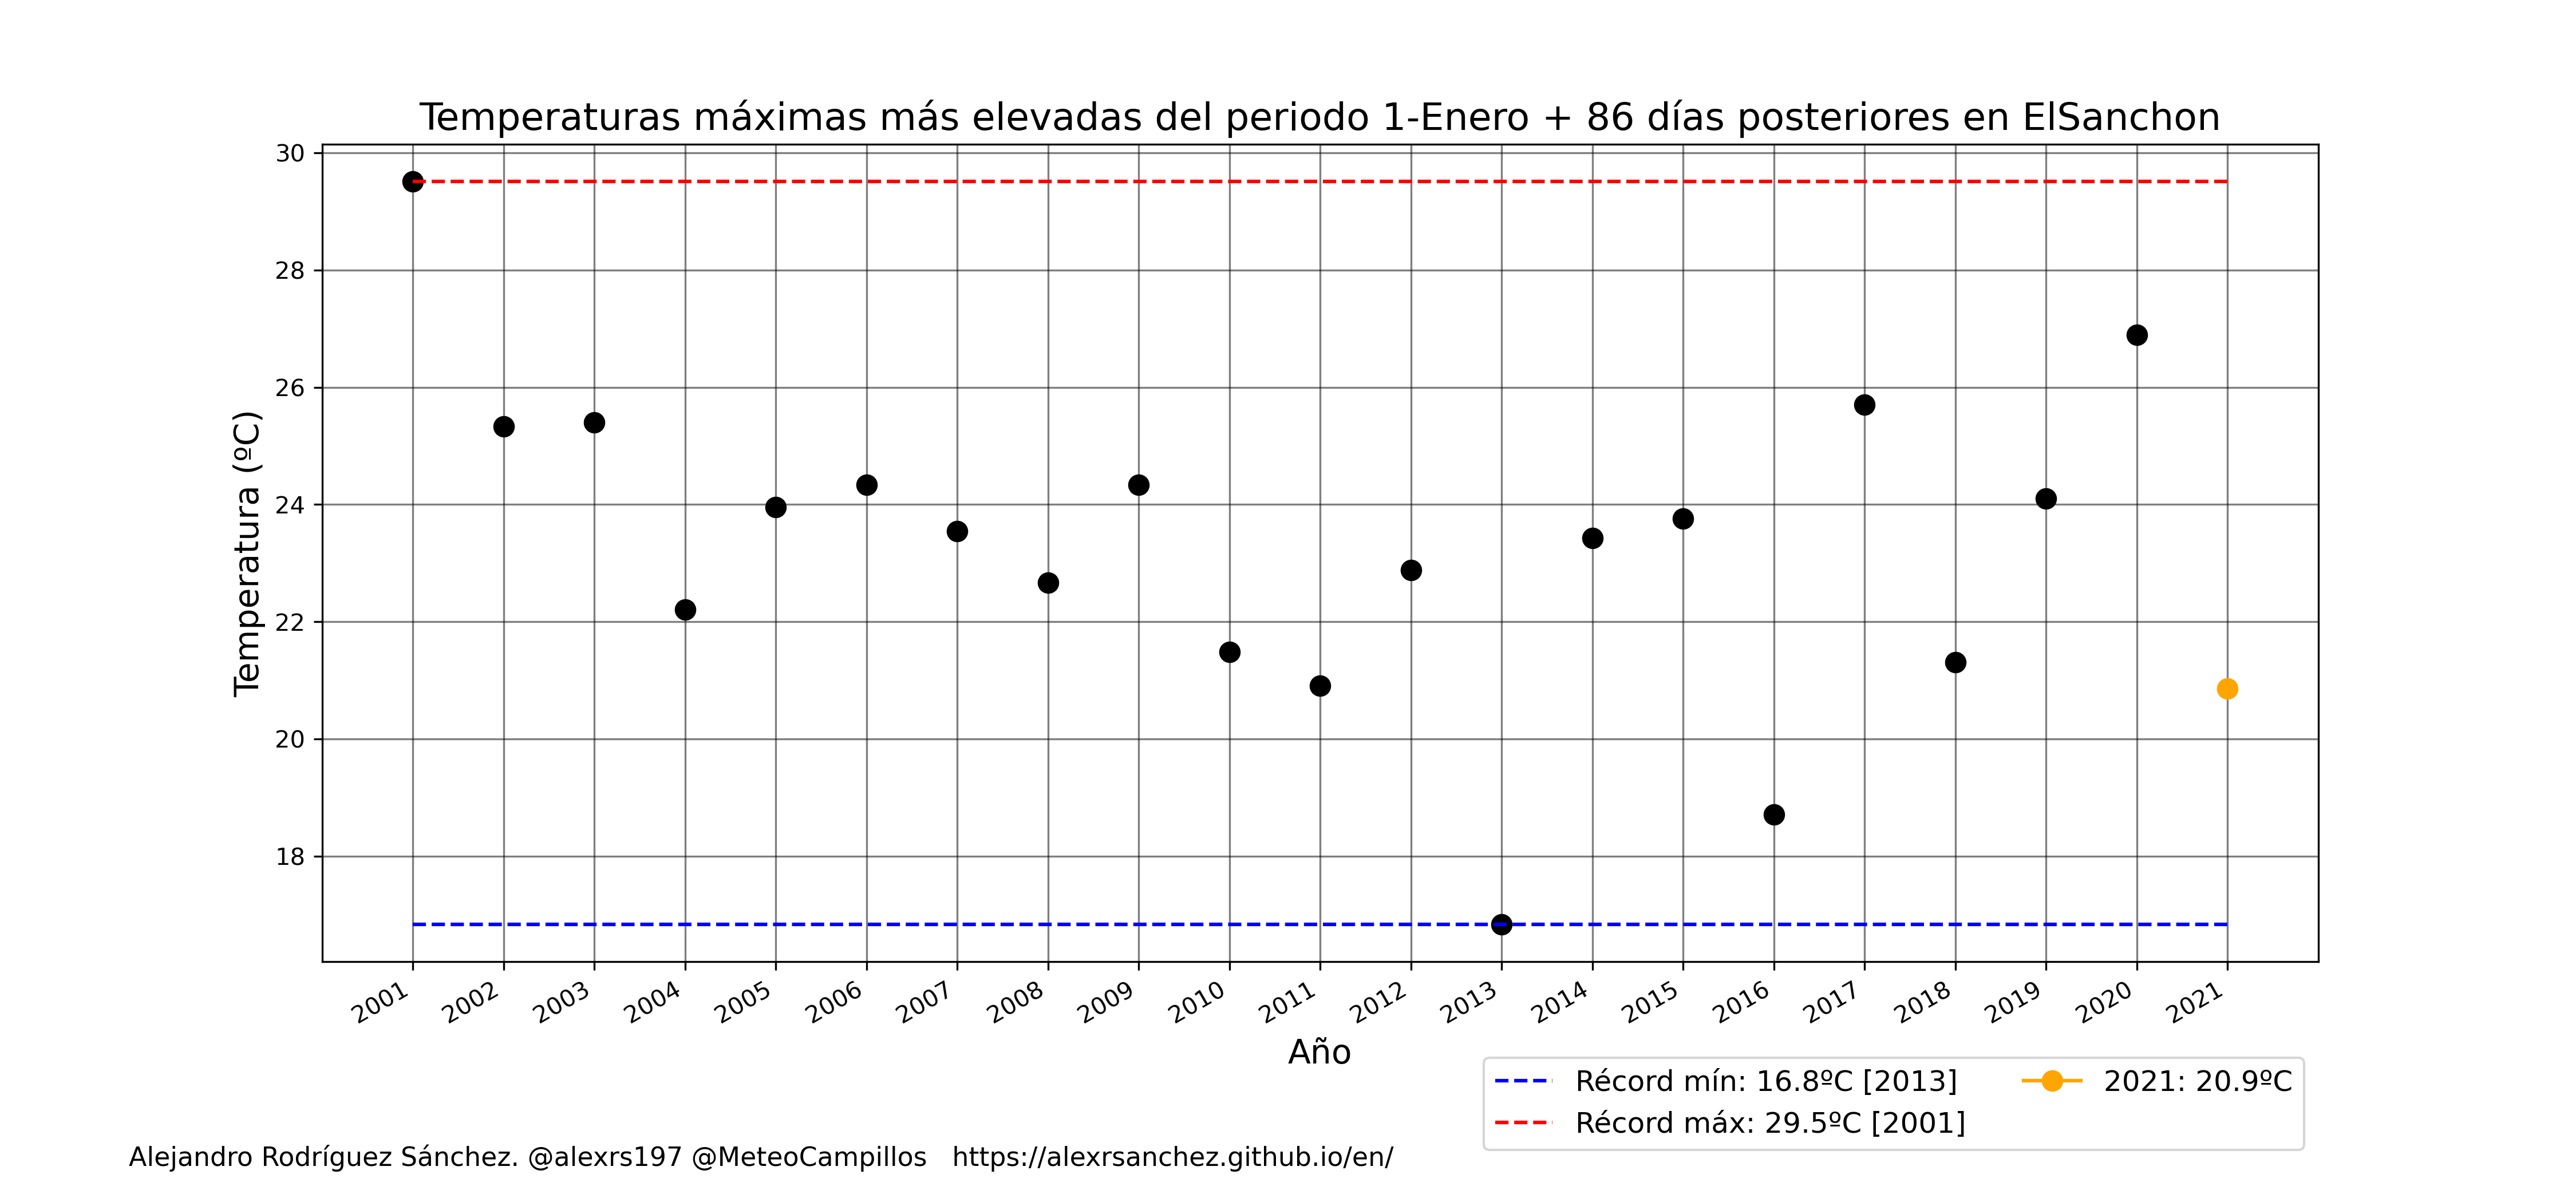 Temperaturas máximas más elevadas del periodo 1-Enero + 86 días posteriores en ElSanchon
Temperatura (ºC)
30
28
26
24
22
20
18
2001 2002 2003 2004 2005 2006 2007 2008 2009 2010 2011 2012 2013 2014 2015 2016 2017 2018 2019 2020 2021
Año
Récord mín: 16.8ºC [2013]
Récord máx: 29.5ºC [2001]
2021: 20.9ºC
Alejandro Rodríguez Sánchez. @alexrs197 @MeteoCampillos https://alexrsanchez.github.io/en/